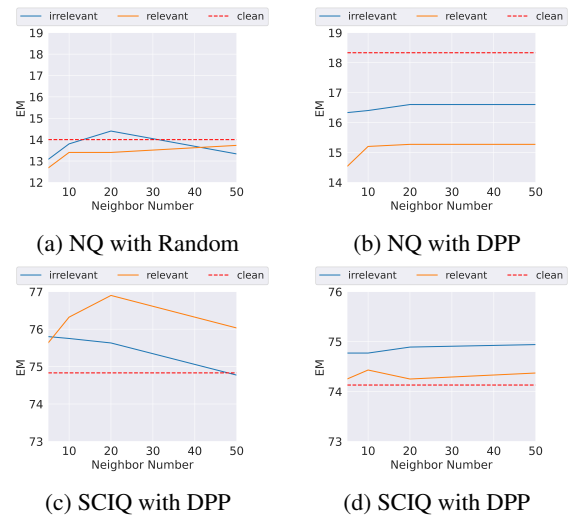 irrelevant relevant clean
19
18
17
16
15
14
13
12
EM
10 20 30 40 50
Neighbor Number
(a) NQ with Random
irrelevant relevant clean
19
18
17
16
15
14
EM
10 20 30 40 50
Neighbor Number
(b) NQ with DPP
irrelevant relevant clean
77
76
75
74
73
EM
10 20 30 40 50
Neighbor Number
(c) SCIQ with DPP
irrelevant relevant clean
76
75
74
73
EM
10 20 30 40 50
Neighbor Number
(d) SCIQ with DPP